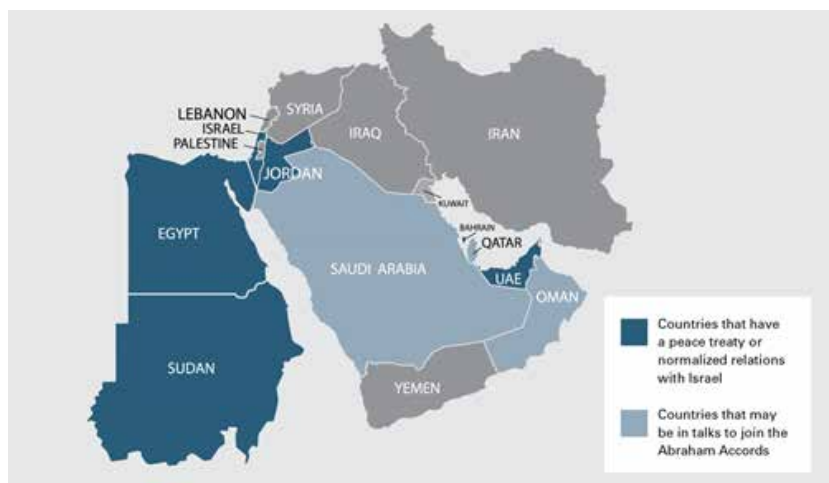 LEBANON
SYRIA
ISRAEL
PALESTINE
IRAQ
IRAN
JORDAN
KUWAIT
EGYPT
BAHRAIN
QATAR
SAUDI ARABIA
UAE
OMAN
SUDAN
YEMEN
Countries that have
a peace treaty or
normalized relations
with Israel
Countries that may
be in talks to join the
Abraham Accords